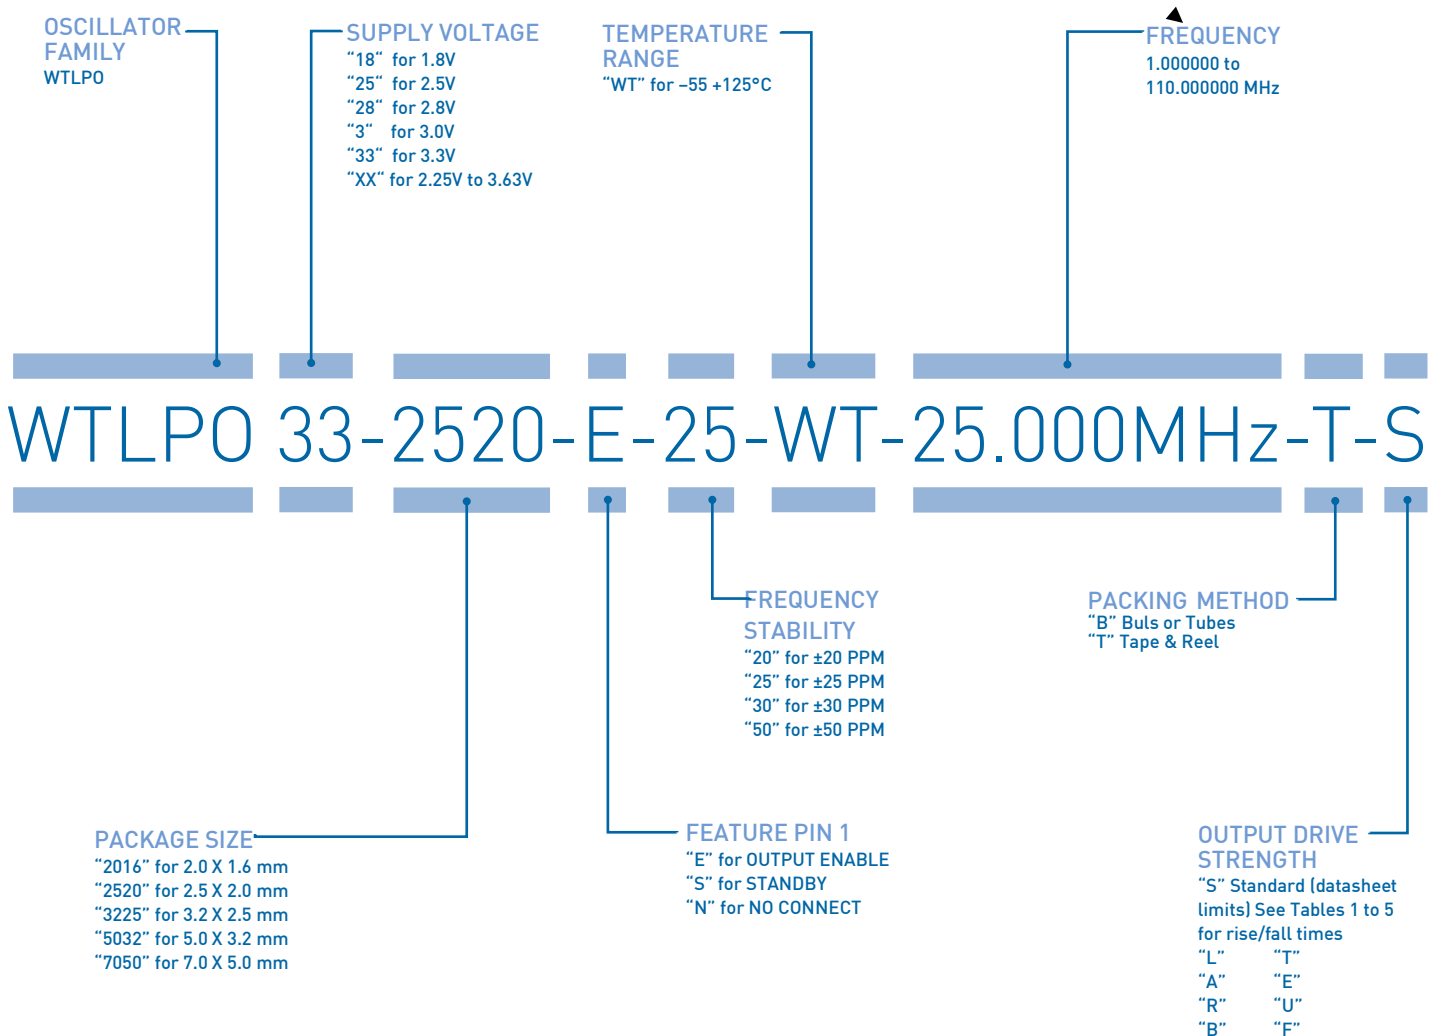 OSCILLATOR
FAMILY
WTLPO
SUPPLY VOLTAGE
“18“ for 1.8V
“25“ for 2.5V
“28“ for 2.8V
“3“ for 3.0V
“33“ for 3.3V
“XX“ for 2.25V to 3.63V
TEMPERATURE
RANGE
“WT” for –55 +125°C
FREQUENCY
1.000000 to
110.000000 MHz
WTLPO 33-2520-E-25-WT-25.000MHz-T-S
FREQUENCY
STABILITY
“20” for ±20 PPM
“25” for ±25 PPM
“30” for ±30 PPM
“50” for ±50 PPM
PACKING METHOD
“B” Buls or Tubes
“T” Tape & Reel
PACKAGE SIZE
“2016” for 2.0 X 1.6 mm
“2520” for 2.5 X 2.0 mm
“3225” for 3.2 X 2.5 mm
“5032” for 5.0 X 3.2 mm
“7050” for 7.0 X 5.0 mm
FEATURE PIN 1
“E” for OUTPUT ENABLE
“S” for STANDBY
“N” for NO CONNECT
OUTPUT DRIVE
STRENGTH
“S” Standard (datasheet
limits) See Tables 1 to 5
for rise/fall times
“L” “T”
“A” “E”
“R” “U”
“B” “F”